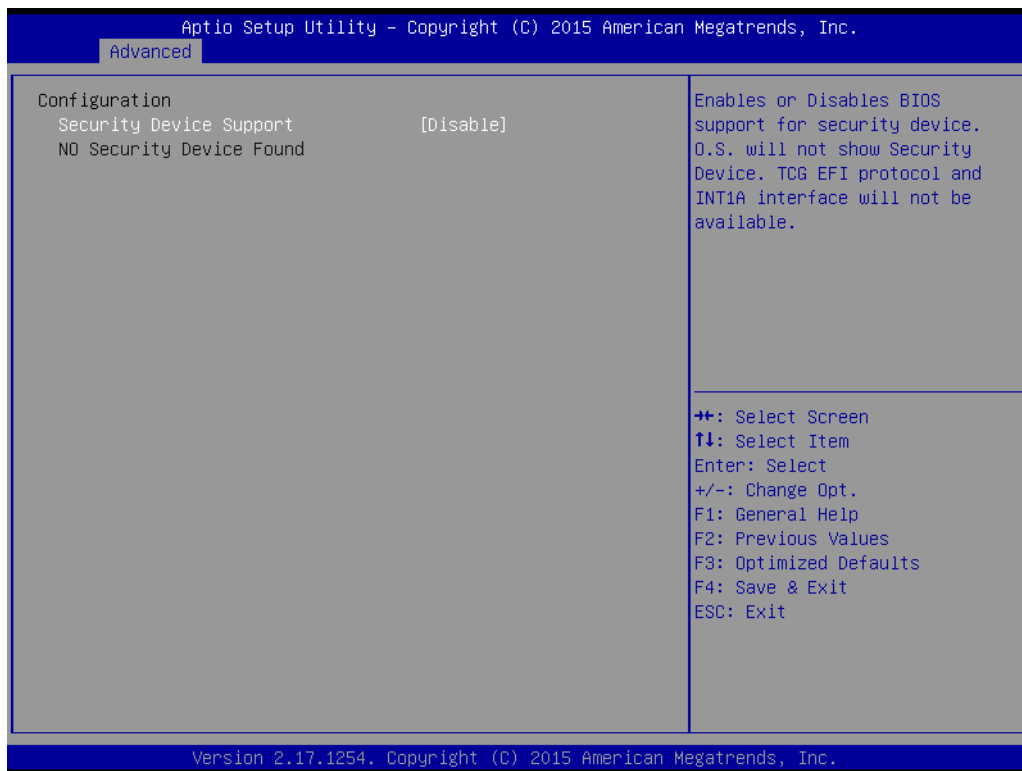 Aptio Setup Utility – Copyright (C) 2015 American Megatrends, Inc.
Advanced
Configuration
Security Device Support [Disable]
NO Security Device Found
Enables or Disables BIOS
support for security device.
O.S. will not show Security
Device. TCG EFI protocol and
INT1A interface will not be
available.
→←: Select Screen
↑↓: Select Item
Enter: Select
+/-: Change Opt.
F1: General Help
F2: Previous Values
F3: Optimized Defaults
F4: Save & Exit
ESC: Exit
Version 2.17.1254. Copyright (C) 2015 American Megatrends, Inc.